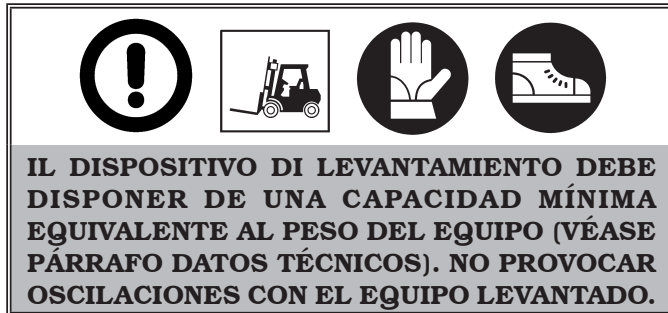 IL DISPOSITIVO DI LEVANTAMIENTO DEBE
DISPONER DE UNA CAPACIDAD MÍNIMA
EQUIVALENTE AL PESO DEL EQUIPO (VÉASE
PÁRRAFO DATOS TÉCNICOS). NO PROVOCAR
OSCILACIONES CON EL EQUIPO LEVANTADO.